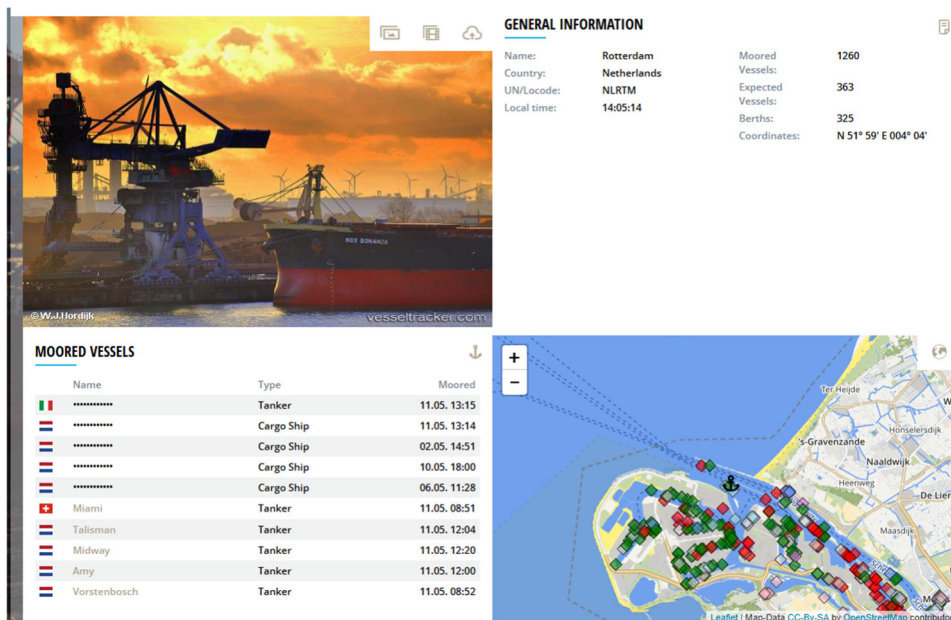 GENERAL INFORMATION
Name: Rotterdam
Country: Netherlands
UN/Locode: NLRTM
Local time: 14:05:14
Moored Vessels: 1260
Expected Vessels: 363
Berths: 325
Coordinates: N 51° 59' E 004° 04'
NS3 BONANZA
© W.J.Hordijk
vesseltracker.com
MOORED VESSELS
Name Type Moored
•••••••••••• Tanker 11.05. 13:15
•••••••••••• Cargo Ship 11.05. 13:14
•••••••••••• Cargo Ship 02.05. 14:51
•••••••••••• Cargo Ship 10.05. 18:00
•••••••••••• Cargo Ship 06.05. 11:28
Miami Tanker 11.05. 08:51
Talisman Tanker 11.05. 12:04
Midway Tanker 11.05. 12:20
Amy Tanker 11.05. 12:00
Vorstenbosch Tanker 11.05. 08:52
+
−
Ter Heijde
Honselersdijk
's-Gravenzande
Naaldwijk
Heenweg
De Lier
Maasdijk
Leaflet | Map-Data CC-By-SA by OpenStreetMap contributor